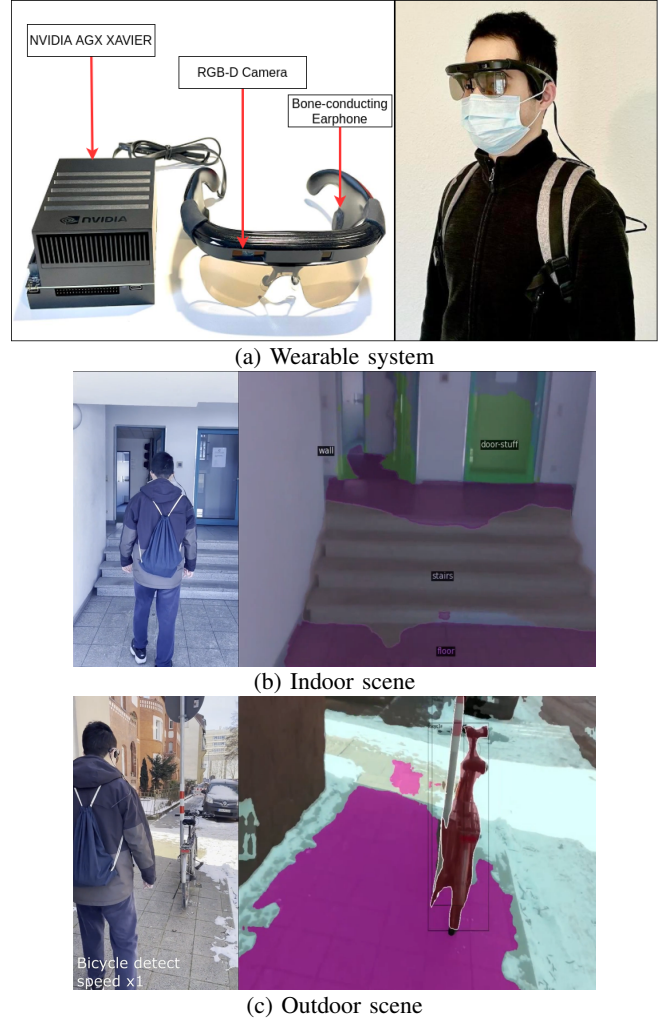 NVIDIA AGX XAVIER
RGB-D Camera
Bone-conducting
Earphone
NVIDIA
(a) Wearable system
wall
door-stuff
stairs
floor
(b) Indoor scene
Bicycle detect
speed x1
(c) Outdoor scene